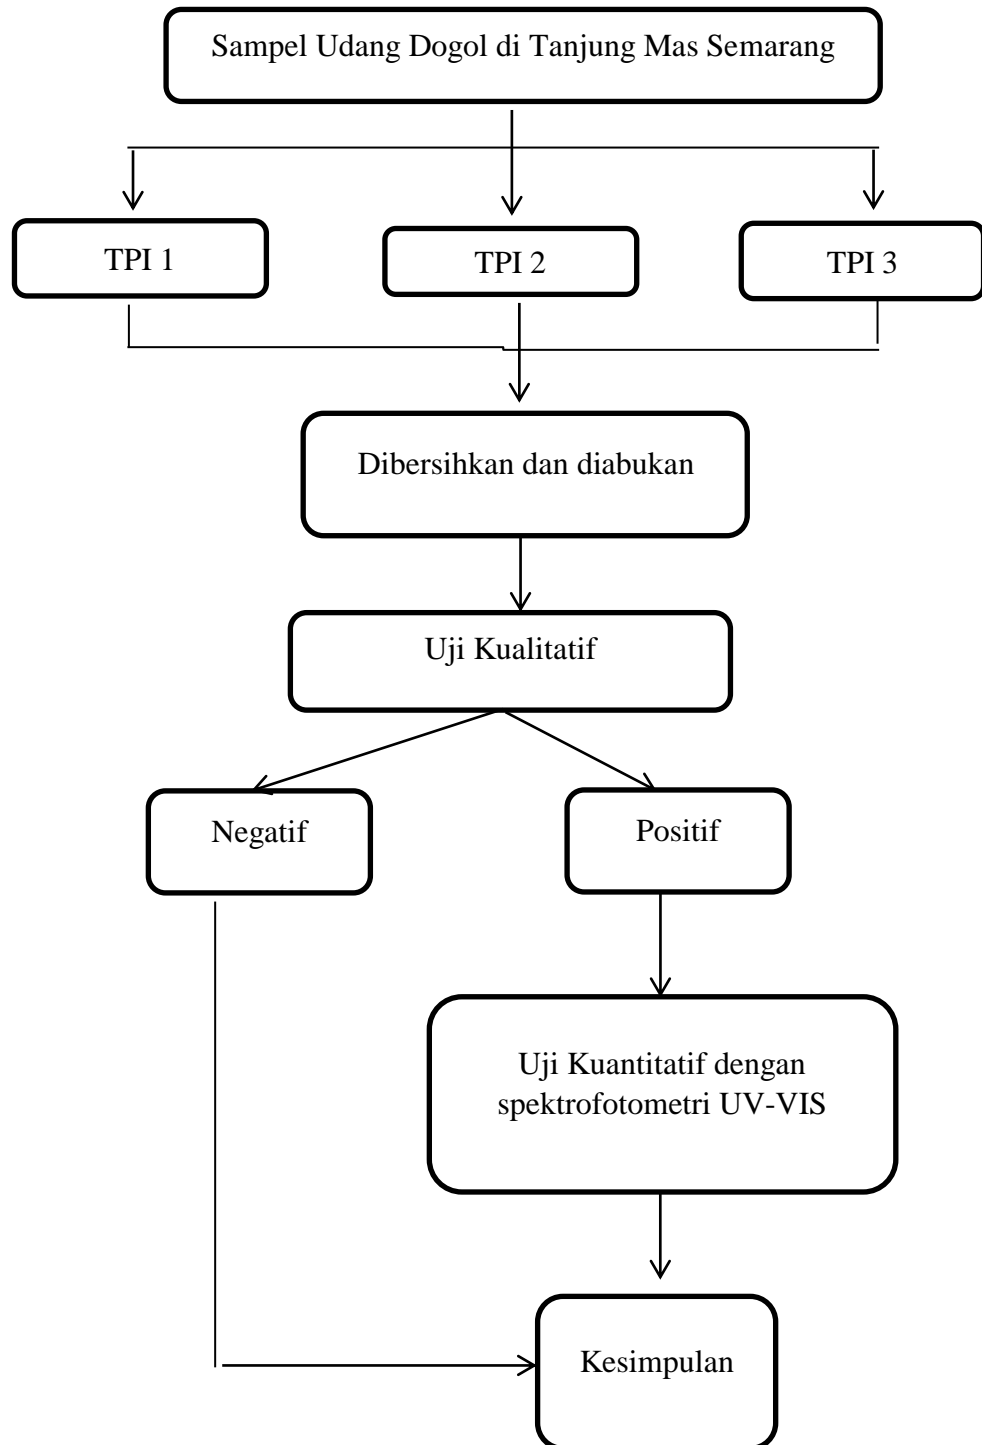 Sampel Udang Dogol di Tanjung Mas Semarang
TPI 1
TPI 2
TPI 3
Dibersihkan dan diabukan
Uji Kualitatif
Negatif
Positif
Uji Kuantitatif dengan
spektrofotometri UV-VIS
Kesimpulan